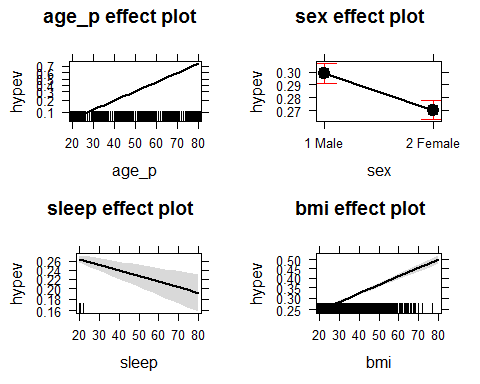 age_p effect plot
hypev
0.7
0.6
0.5
0.4
0.3
0.2
0.1
20 30 40 50 60 70 80
age_p
sex effect plot
hypev
0.30
0.29
0.28
0.27
1 Male 2 Female
sex
sleep effect plot
hypev
0.26
0.24
0.22
0.20
0.18
0.16
20 30 40 50 60 70 80
sleep
bmi effect plot
hypev
0.50
0.45
0.40
0.35
0.30
0.25
20 30 40 50 60 70 80
bmi